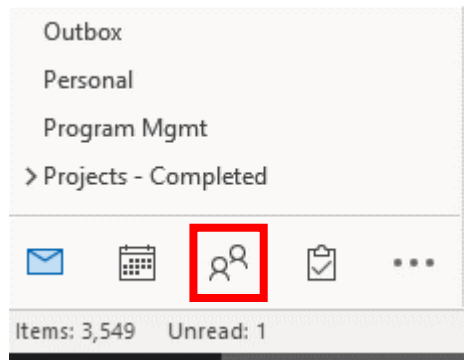 Outbox
Personal
Program Mgmt
Projects - Completed
Items: 3,549 Unread: 1